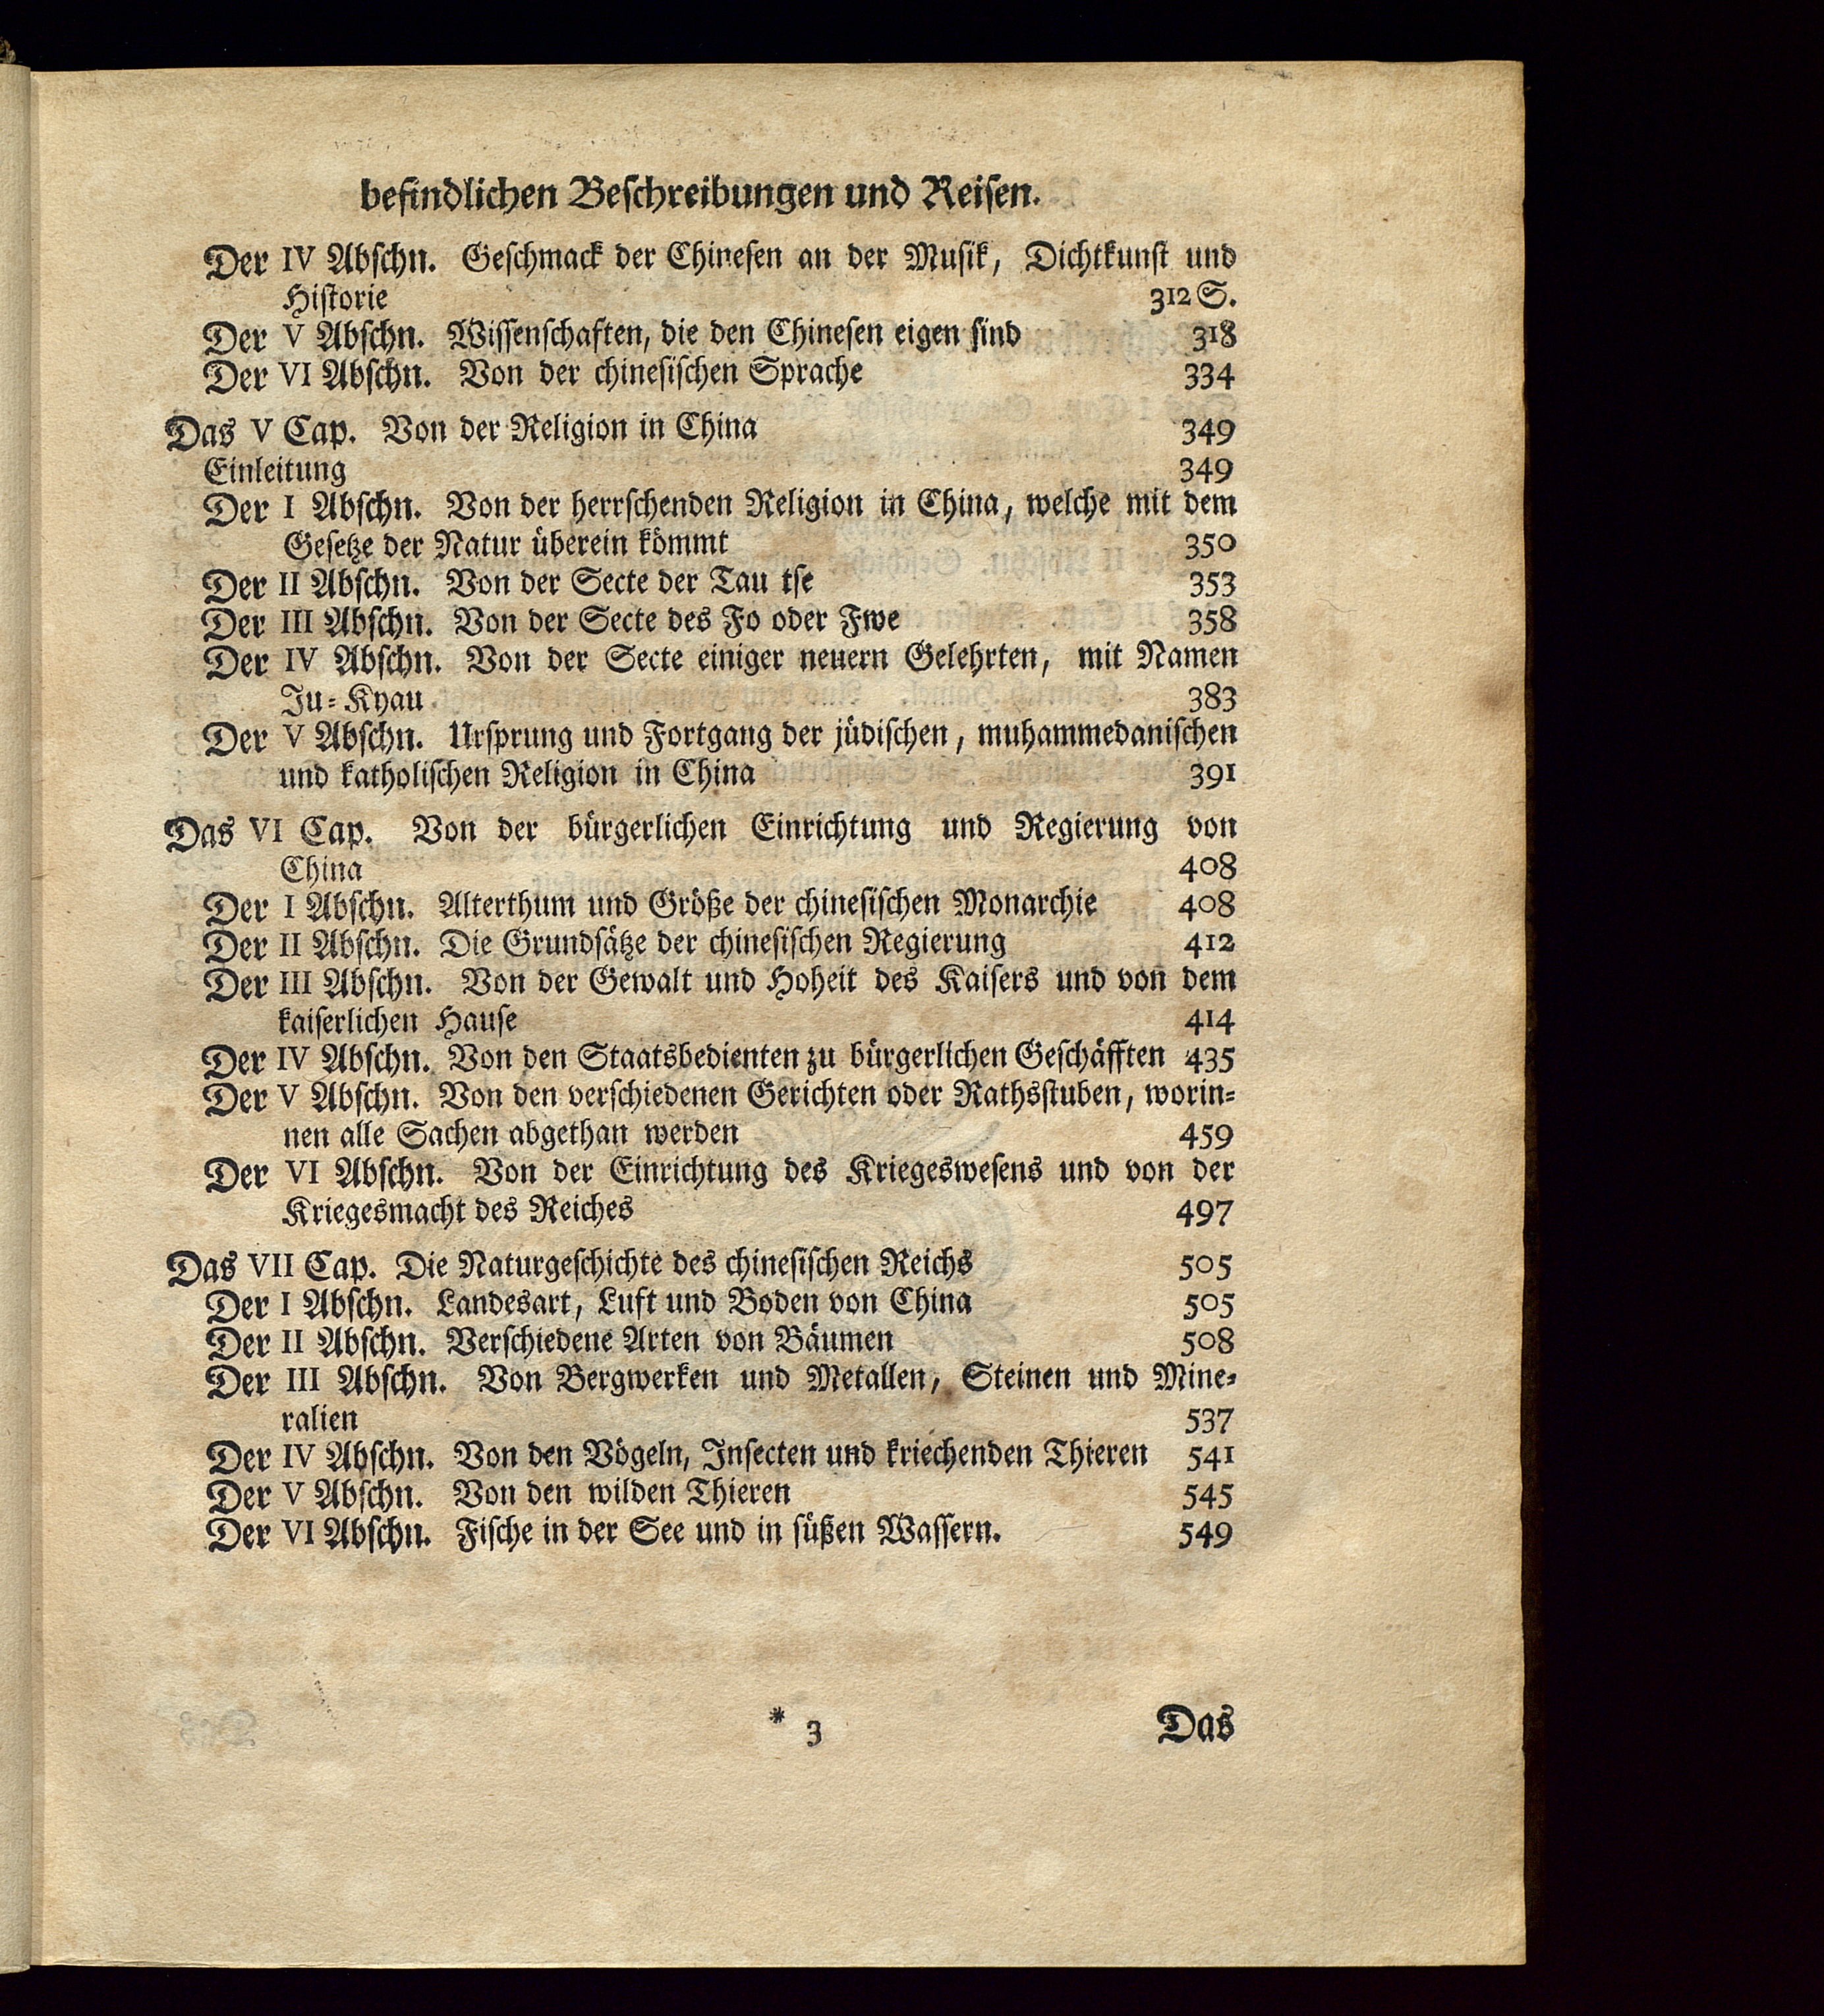 befindlichen Beschreibungen und Reisen.
Der IV Abschn. Geschmack der Chinesen an der Musik, Dichtkunst und
Historie 312 S.
Der V Abschn. Wissenschaften, die den Chinesen eigen sind 318
Der VI Abschn. Von der chinesischen Sprache 334
Das V Cap. Von der Religion in China 349
Einleitung 349
Der I Abschn. Von der herrschenden Religion in China, welche mit dem
Gesetze der Natur überein kömmt 350
Der II Abschn. Von der Secte der Tau tse 353
Der III Abschn. Von der Secte des Fo oder Fwe 358
Der IV Abschn. Von der Secte einiger neuern Gelehrten, mit Namen
Ju-Kyau 383
Der V Abschn. Ursprung und Fortgang der jüdischen, muhammedanischen
und katholischen Religion in China 391
Das VI Cap. Von der bürgerlichen Einrichtung und Regierung von
China 408
Der I Abschn. Alterthum und Größe der chinesischen Monarchie 408
Der II Abschn. Die Grundsätze der chinesischen Regierung 412
Der III Abschn. Von der Gewalt und Hoheit des Kaisers und von dem
kaiserlichen Hause 414
Der IV Abschn. Von den Staatsbedienten zu bürgerlichen Geschäfften 435
Der V Abschn. Von den verschiedenen Gerichten oder Rathsstuben, worin-
nen alle Sachen abgethan werden 459
Der VI Abschn. Von der Einrichtung des Kriegeswesens und von der
Kriegesmacht des Reiches 497
Das VII Cap. Die Naturgeschichte des chinesischen Reichs 505
Der I Abschn. Landesart, Luft und Boden von China 505
Der II Abschn. Verschiedene Arten von Bäumen 508
Der III Abschn. Von Bergwerken und Metallen, Steinen und Mine-
ralien 537
Der IV Abschn. Von den Vögeln, Insecten und kriechenden Thieren 541
Der V Abschn. Von den wilden Thieren 545
Der VI Abschn. Fische in der See und in süßen Wassern. 549
* 3 Das